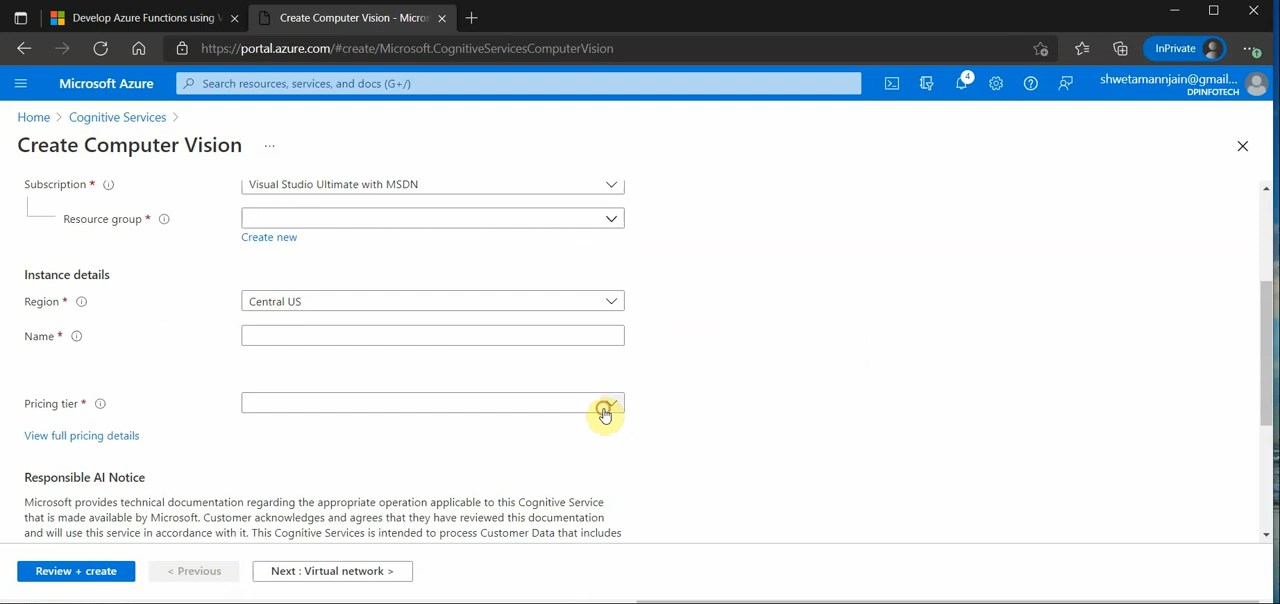 Develop Azure Functions using V
Create Computer Vision - Micros
https://portal.azure.com/#create/Microsoft.CognitiveServicesComputerVision
InPrivate
Microsoft Azure
Search resources, services, and docs (G+/)
4
shwetamannjain@gmail...
DPINFOTECH
Home > Cognitive Services >
Create Computer Vision ...
Subscription * Visual Studio Ultimate with MSDN
Resource group *
Create new
Instance details
Region * Central US
Name *
Pricing tier *
View full pricing details
Responsible AI Notice
Microsoft provides technical documentation regarding the appropriate operation applicable to this Cognitive Service
that is made available by Microsoft. Customer acknowledges and agrees that they have reviewed this documentation
and will use this service in accordance with it. This Cognitive Services is intended to process Customer Data that includes
Review + create
< Previous
Next : Virtual network >